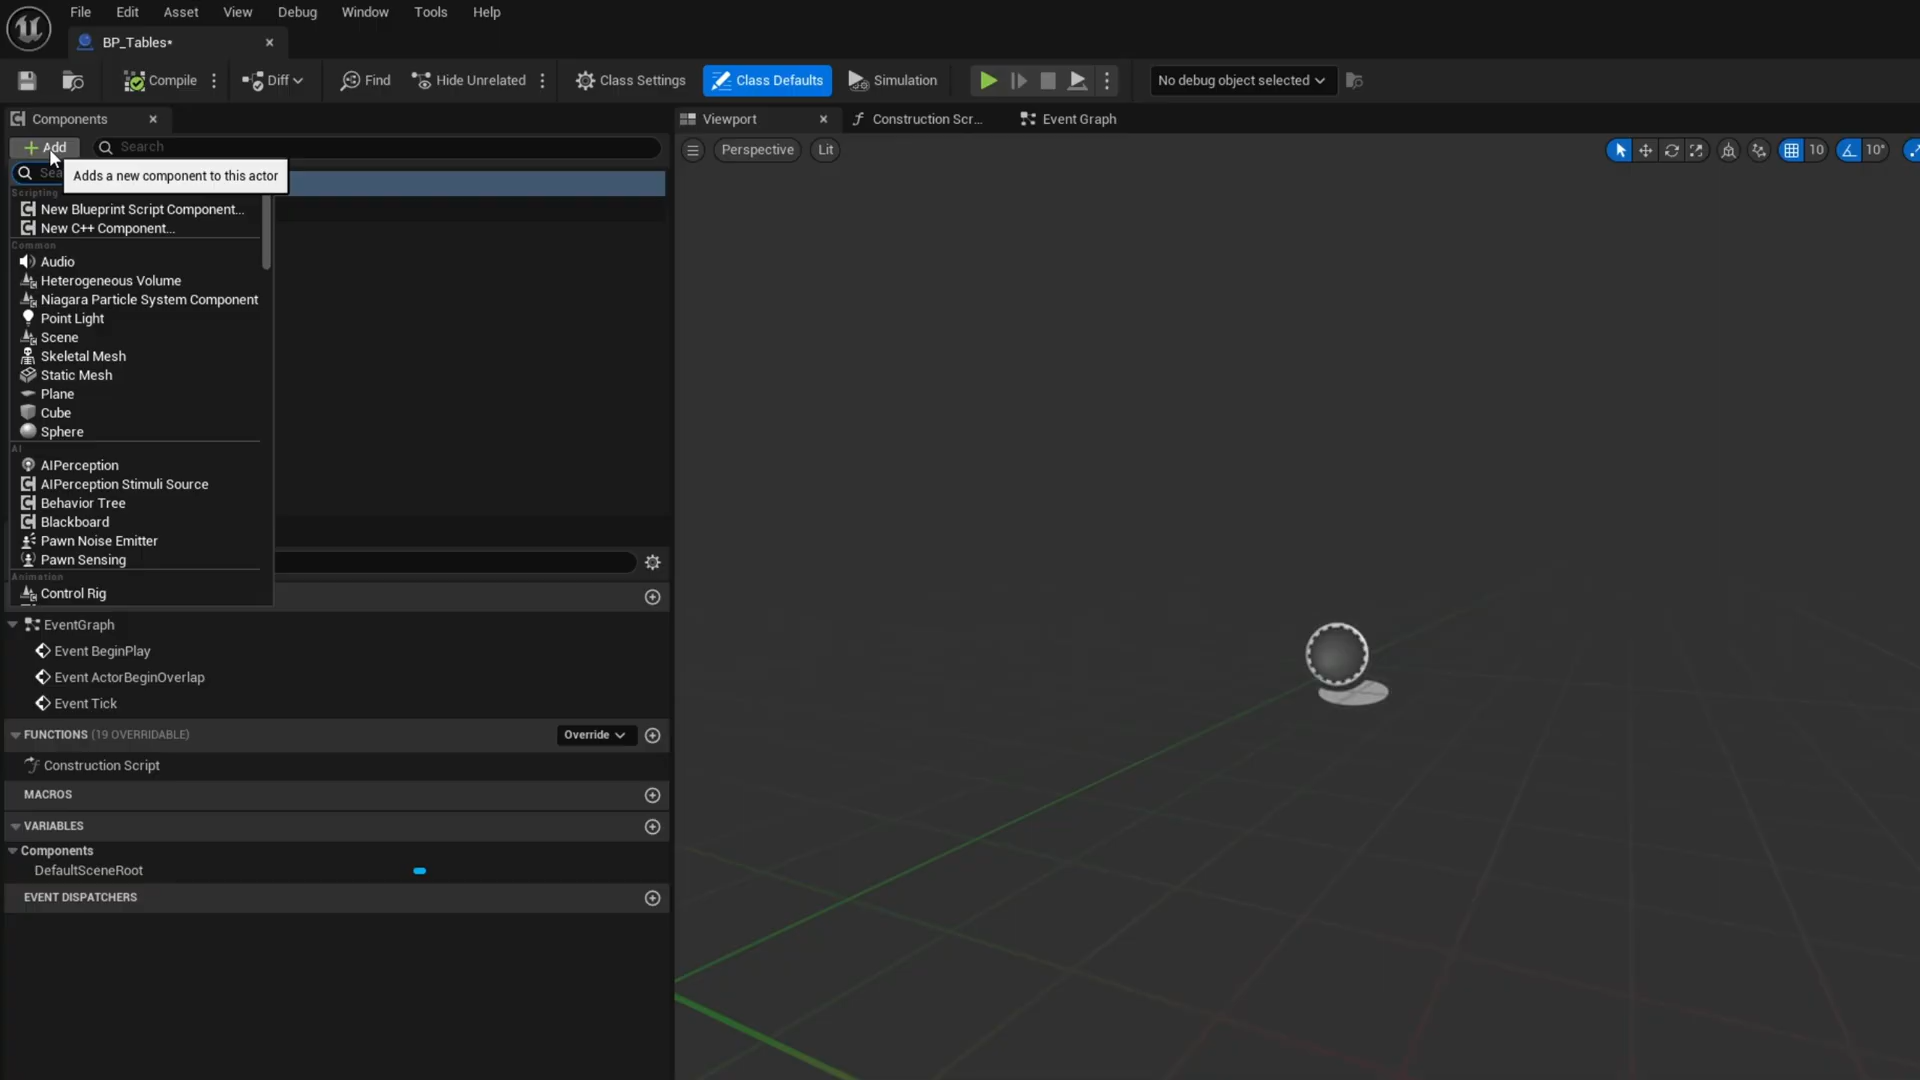 File Edit Asset View Debug Window Tools Help
BP_Tables*
Compile Diff Find Hide Unrelated Class Settings Class Defaults Simulation No debug object selected
Components Viewport Construction Scr... Event Graph
Add Search
Perspective Lit 10 10°
Sea
Adds a new component to this actor
Scripting
New Blueprint Script Component...
New C++ Component...
Common
Audio
Heterogeneous Volume
Niagara Particle System Component
Point Light
Scene
Skeletal Mesh
Static Mesh
Plane
Cube
Sphere
AI
AIPerception
AIPerception Stimuli Source
Behavior Tree
Blackboard
Pawn Noise Emitter
Pawn Sensing
Animation
Control Rig
EventGraph
Event BeginPlay
Event ActorBeginOverlap
Event Tick
FUNCTIONS (19 OVERRIDABLE) Override
Construction Script
MACROS
VARIABLES
Components
DefaultSceneRoot
EVENT DISPATCHERS